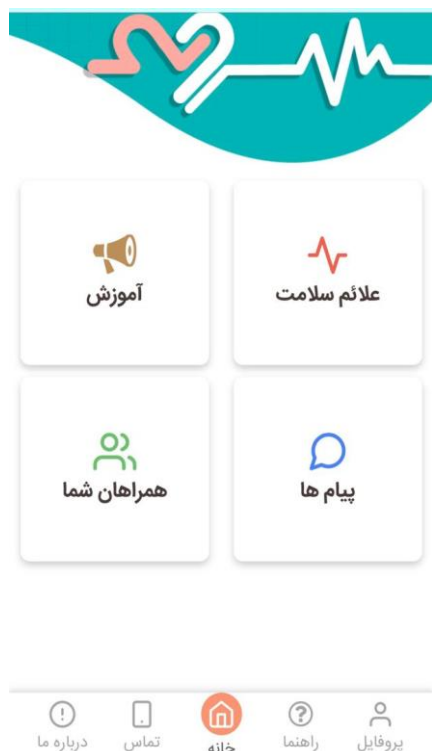 علائم سلامت
آموزش
پیام ها
همراهان شما
پروفایل
راهنما
خانه
تماس
درباره ما